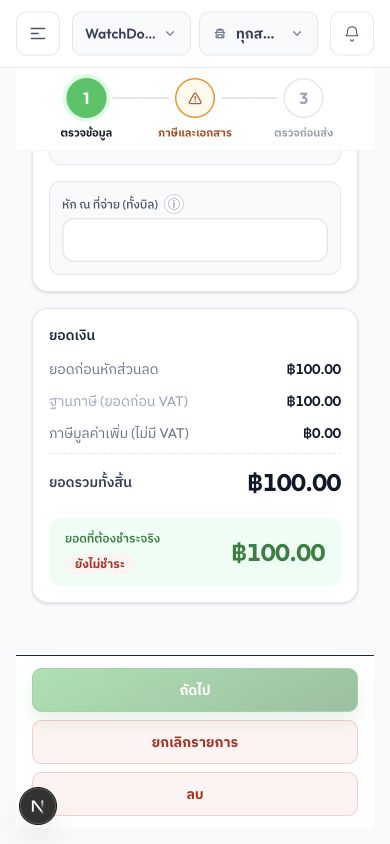 WatchDo...
ทุกส...
1
3
ตรวจข้อมูล
ภาษีและเอกสาร
ตรวจก่อนส่ง
หัก ณ ที่จ่าย (ทั้งบิล)
ยอดเงิน
ยอดก่อนหักส่วนลด ฿100.00
ฐานภาษี (ยอดก่อน VAT) ฿100.00
ภาษีมูลค่าเพิ่ม (ไม่มี VAT) ฿0.00
ยอดรวมทั้งสิ้น ฿100.00
ยอดที่ต้องชำระจริง
ยังไม่ชำระ
฿100.00
ถัดไป
ยกเลิกรายการ
ลบ
N